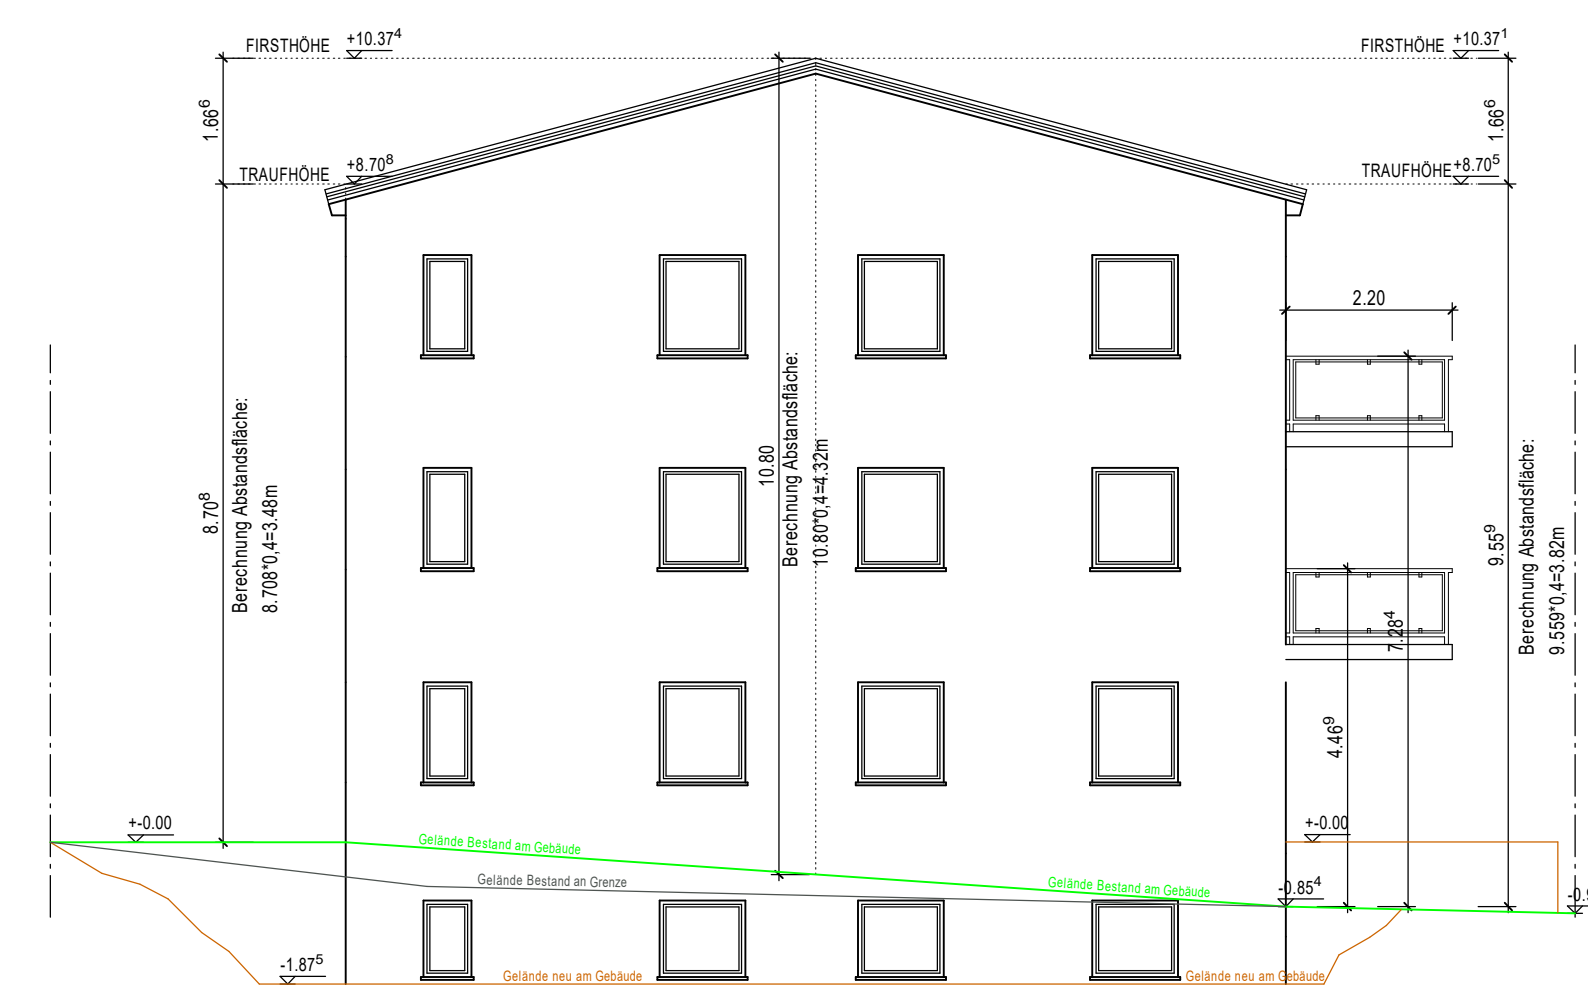 FIRSTHÖHE +10.37⁴
FIRSTHÖHE +10.37¹
1.66⁶
1.66⁶
TRAUFHÖHE +8.70⁸
TRAUFHÖHE +8.70⁵
2.20
8.70⁸
Berechnung Abstandsfläche:
8.708*0,4=3.48m
10.80
Berechnung Abstandsfläche:
10.80*0,4=4.32m
7.28⁴
4.46⁹
9.55⁹
Berechnung Abstandsfläche:
9.559*0,4=3.82m
+-0.00
+-0.00
Gelände Bestand am Gebäude
Gelände Bestand an Grenze
Gelände Bestand am Gebäude
-0.85⁴
-1.87⁵
Gelände neu am Gebäude
Gelände neu am Gebäude